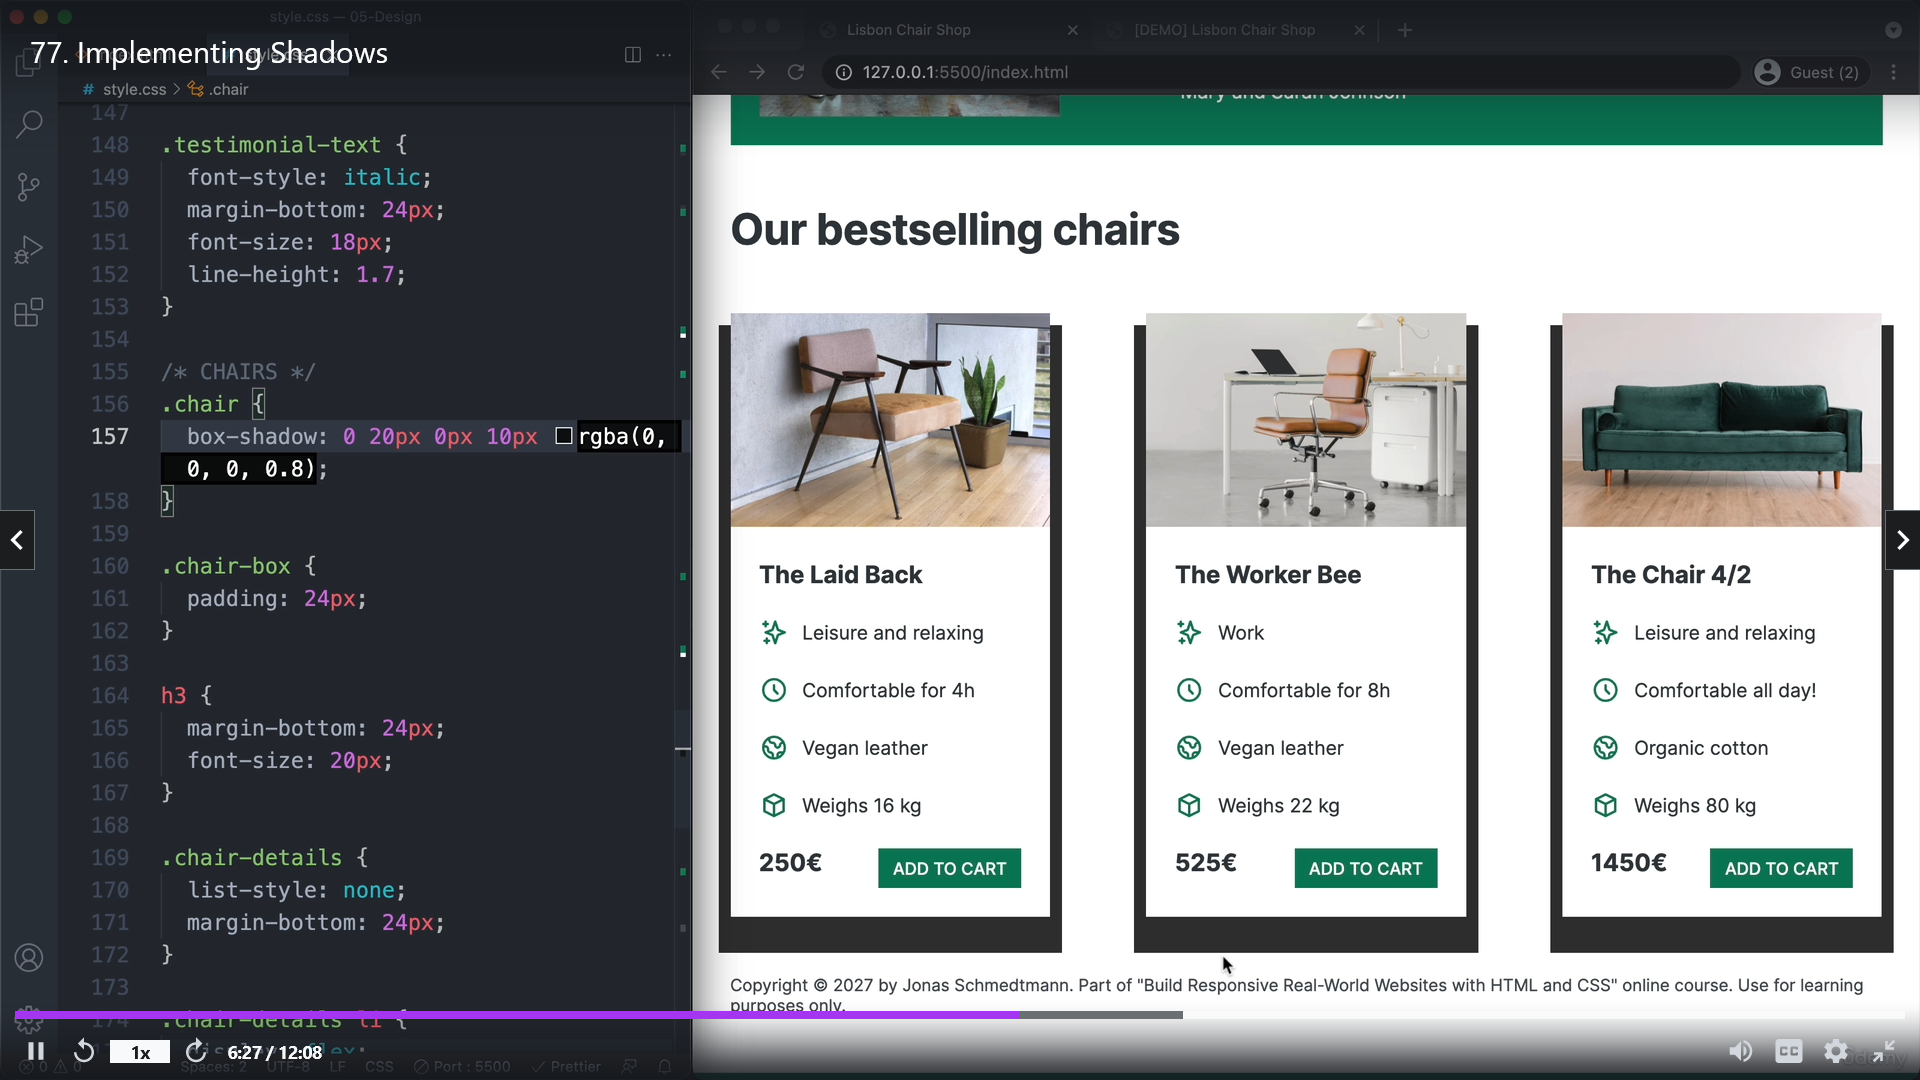 style.css — 05-Design
77. Implementing Shadows
# style.css > .chair
147
148 .testimonial-text {
149 font-style: italic;
150 margin-bottom: 24px;
151 font-size: 18px;
152 line-height: 1.7;
153 }
154
155 /* CHAIRS */
156 .chair {
157 box-shadow: 0 20px 0px 10px rgba(0,
0, 0, 0.8);
158 }
159
160 .chair-box {
161 padding: 24px;
162 }
163
164 h3 {
165 margin-bottom: 24px;
166 font-size: 20px;
167 }
168
169 .chair-details {
170 list-style: none;
171 margin-bottom: 24px;
172 }
173
174 .chair-details li {
display: flex;
0 0 Spaces: 2 UTF-8 LF CSS Port : 5500 Prettier
Lisbon Chair Shop
[DEMO] Lisbon Chair Shop
127.0.0.1:5500/index.html
Guest (2)
Mary and Sarah Johnson
Our bestselling chairs
The Laid Back
Leisure and relaxing
Comfortable for 4h
Vegan leather
Weighs 16 kg
250€ ADD TO CART
The Worker Bee
Work
Comfortable for 8h
Vegan leather
Weighs 22 kg
525€ ADD TO CART
The Chair 4/2
Leisure and relaxing
Comfortable all day!
Organic cotton
Weighs 80 kg
1450€ ADD TO CART
Copyright © 2027 by Jonas Schmedtmann. Part of "Build Responsive Real-World Websites with HTML and CSS" online course. Use for learning
purposes only.
1x
6:27 / 12:08
CC